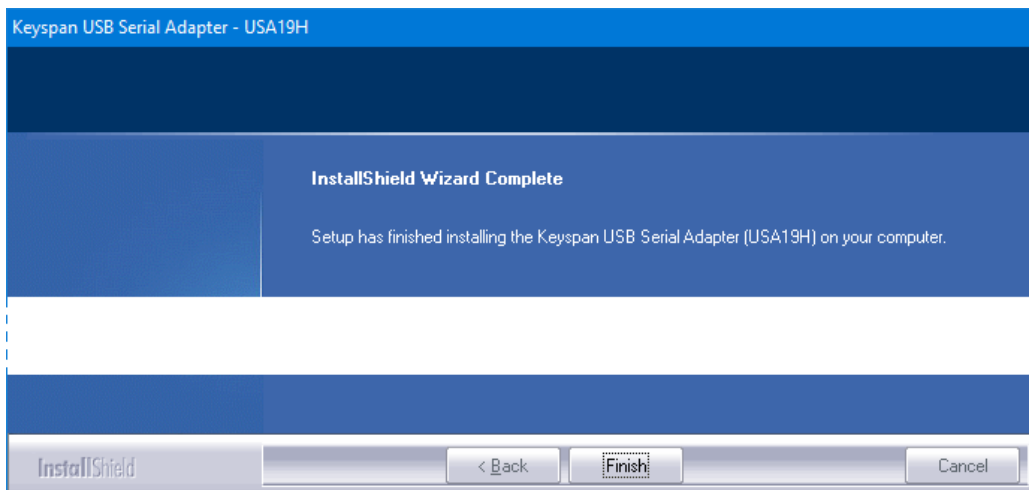 Keyspan USB Serial Adapter - USA19H
InstallShield Wizard Complete
Setup has finished installing the Keyspan USB Serial Adapter (USA19H) on your computer.
InstallShield
< Back
Finish
Cancel